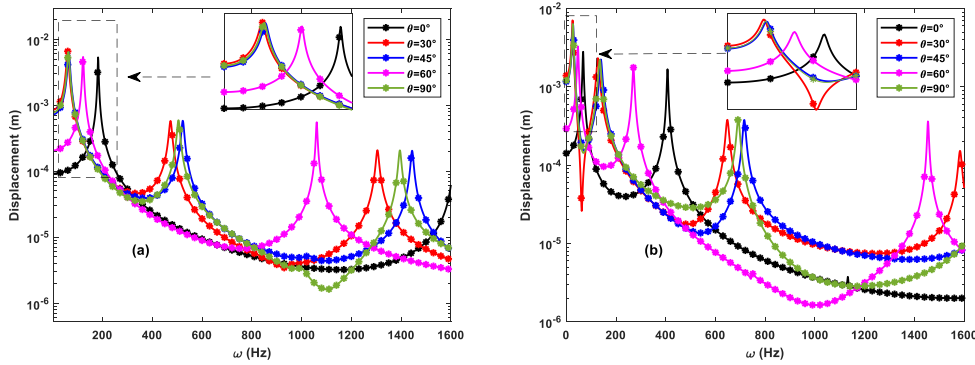 10⁻²
10⁻³
10⁻⁴
10⁻⁵
10⁻⁶
Displacement (m)
200 400 600 800 1000 1200 1400 1600
ω (Hz)
(a)
θ=0°
θ=30°
θ=45°
θ=60°
θ=90°
10⁻²
10⁻³
10⁻⁴
10⁻⁵
10⁻⁶
Displacement (m)
0 200 400 600 800 1000 1200 1400 1600
ω (Hz)
(b)
θ=0°
θ=30°
θ=45°
θ=60°
θ=90°